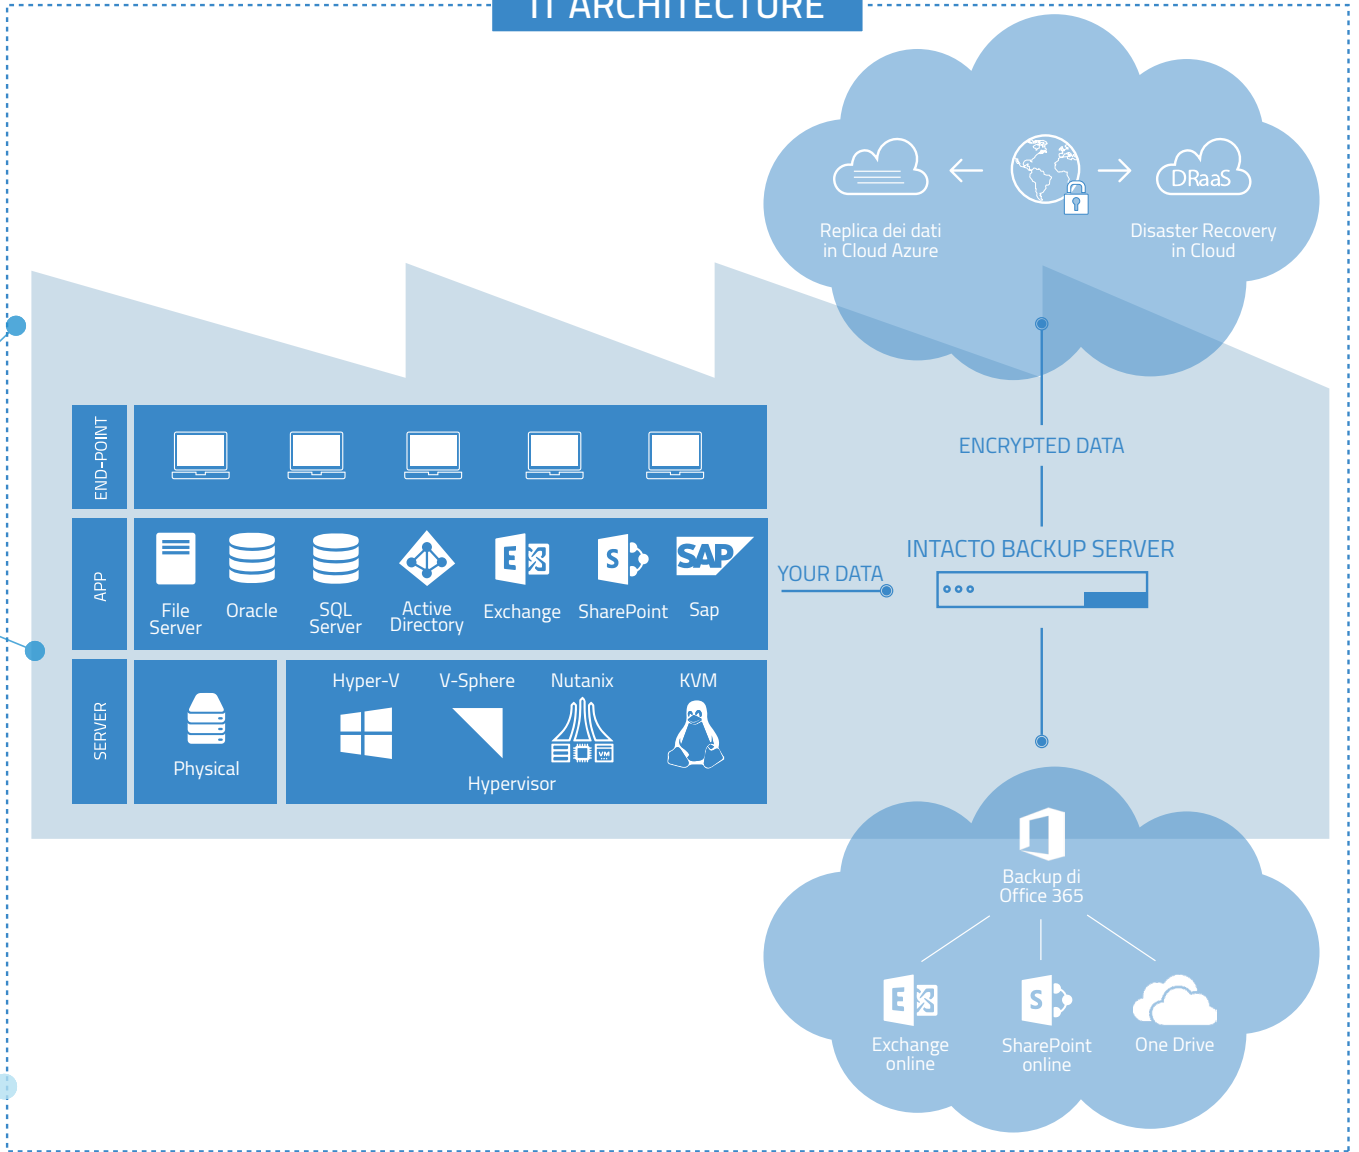 IT ARCHITECTURE
DRaaS
Replica dei dati
in Cloud Azure
Disaster Recovery
in Cloud
END-POINT
ENCRYPTED DATA
APP
E
S
SAP
File
Server
Oracle
SQL
Server
Active
Directory
Exchange
SharePoint
Sap
YOUR DATA
INTACTO BACKUP SERVER
SERVER
Physical
Hyper-V
V-Sphere
Nutanix
KVM
VM
Hypervisor
Backup di
Office 365
E
S
Exchange
online
SharePoint
online
One Drive